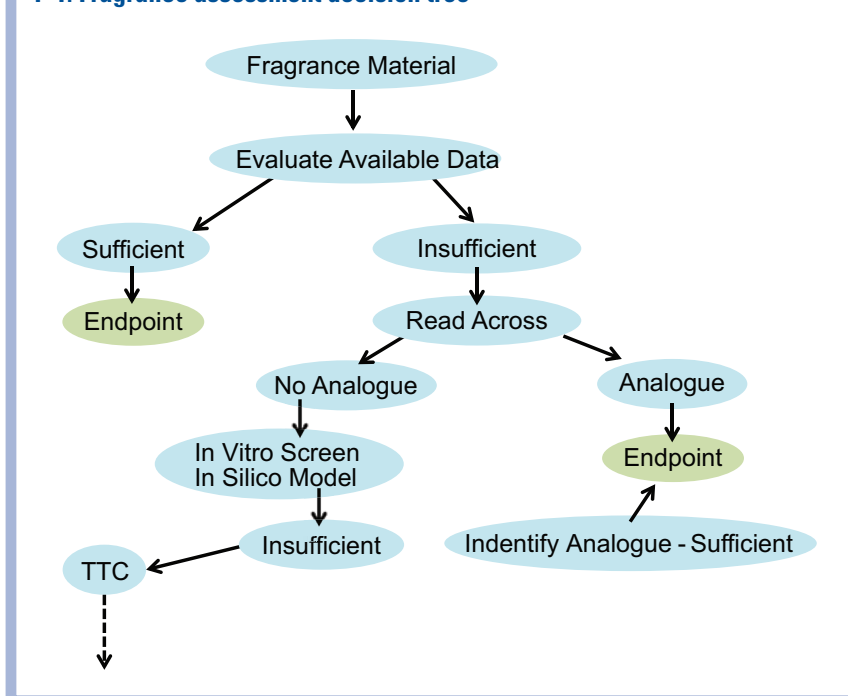 Fragrance Material
Evaluate Available Data
Sufficient
Insufficient
Endpoint
Read Across
No Analogue
Analogue
In Vitro Screen
In Silico Model
Endpoint
Insufficient
Indentify Analogue - Sufficient
TTC